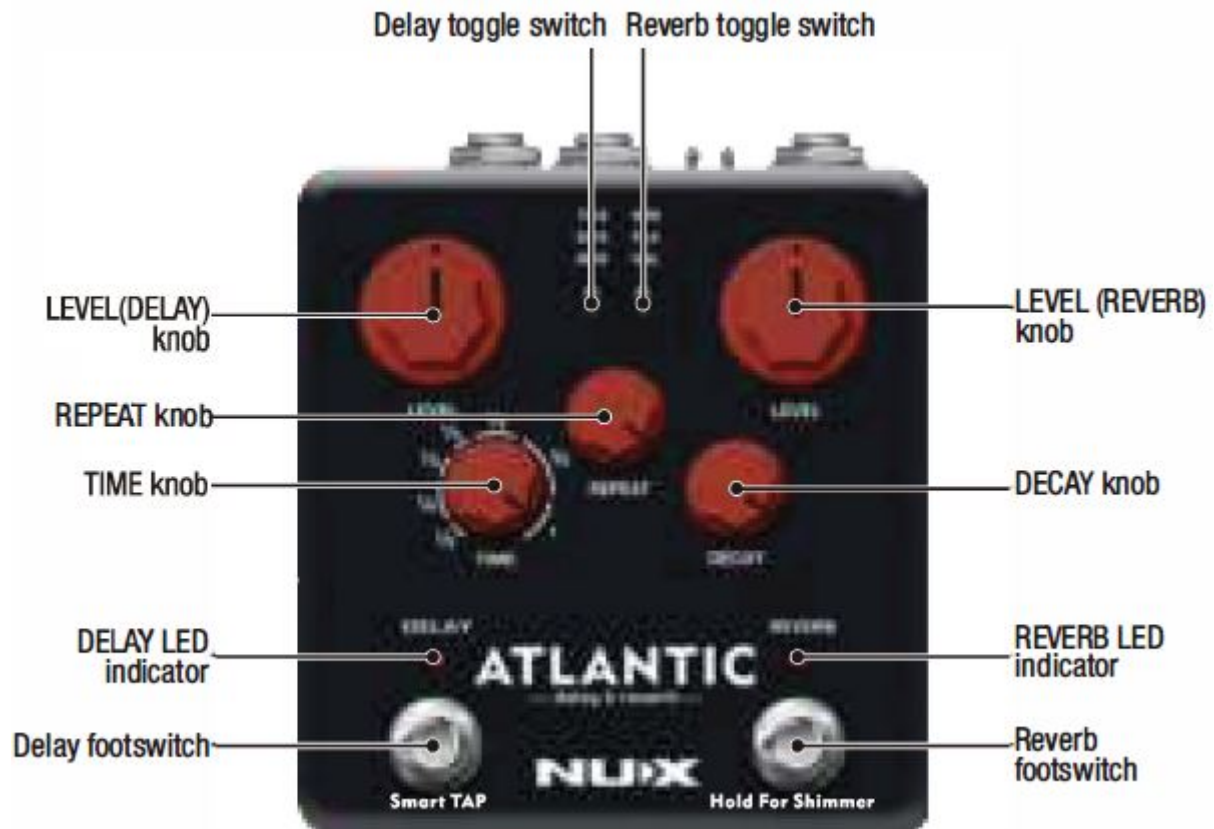 Delay toggle switch Reverb toggle switch
LEVEL(DELAY)
knob
LEVEL (REVERB)
knob
REPEAT knob
LEVEL
LEVEL
TIME knob
REPEAT
DECAY knob
TIME
DECAY
DELAY
REVERB
DELAY LED
indicator
ATLANTIC
REVERB LED
indicator
delay & reverb
Delay footswitch
NUX
Reverb
footswitch
Smart TAP
Hold For Shimmer